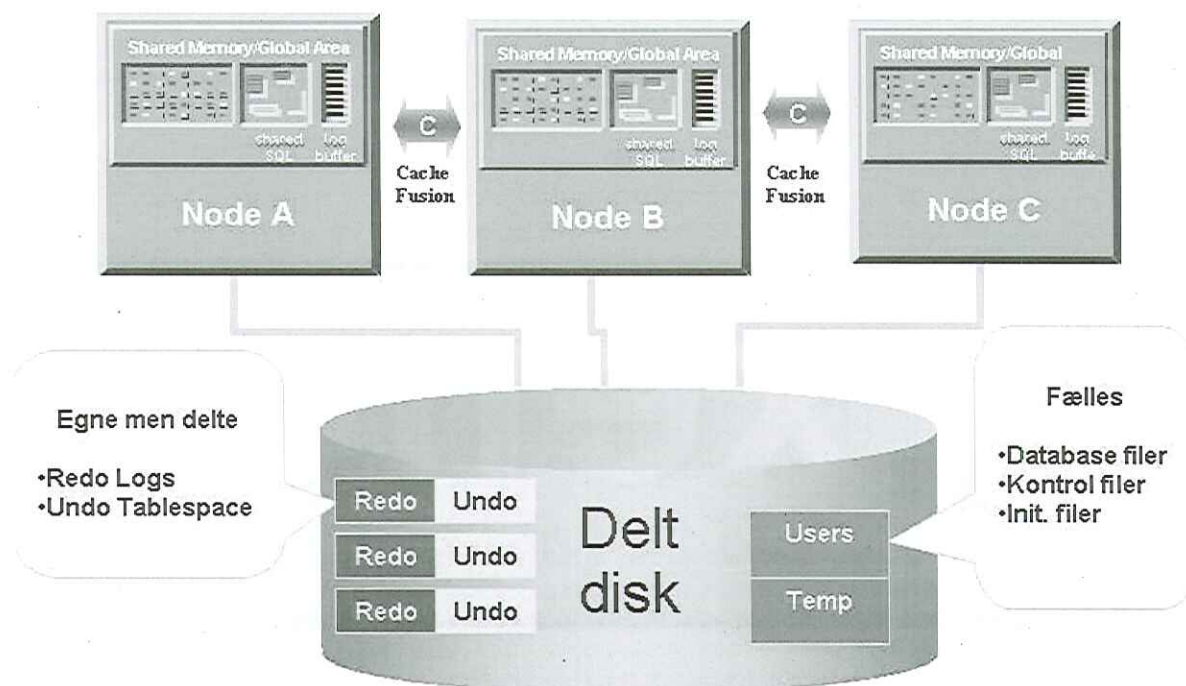 Shared Memory/Global Area
shared
SQL
log
buffer
Node A
C
Cache
Fusion
Shared Memory/Global Area
shared
SQL
log
buffer
Node B
C
Cache
Fusion
Shared Memory/Global
shared
SQL
log
buffe
Node C
Egne men delte
•Redo Logs
•Undo Tablespace
Redo Undo
Redo Undo
Redo Undo
Delt
disk
Users
Temp
Fælles
•Database filer
•Kontrol filer
•Init. filer